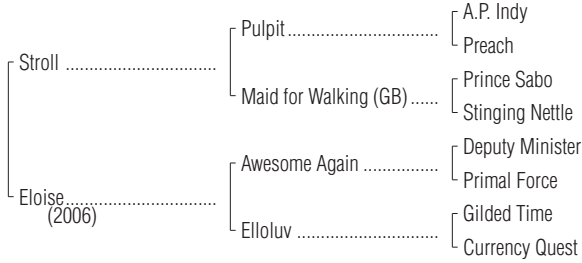 A.P. Indy
Pulpit
Preach
Stroll
Prince Sabo
Maid for Walking (GB)
Stinging Nettle
Deputy Minister
Awesome Again
Primal Force
Eloise
(2006)
Gilded Time
Elloluv
Currency Quest